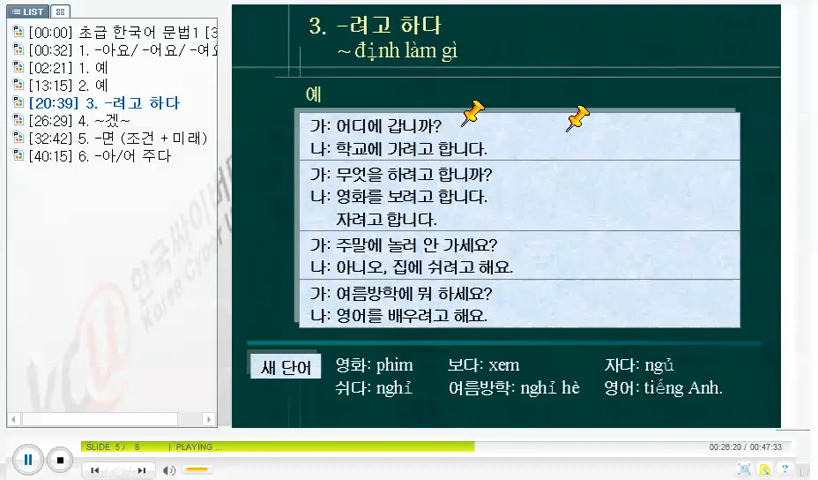 LIST
[00:00] 초급 한국어 문법1 [3
[00:32] 1. -아요/ -어요/ -여요
[02:21] 1. 예
[13:15] 2. 예
[20:39] 3. -려고 하다
[26:29] 4. ~겠~
[32:42] 5. -면 (조건 + 미래)
[40:15] 6. -아/어 주다
한국싸이버
Korea Cyber
3. -려고 하다
~ định làm gì
예
가: 어디에 갑니까?
나: 학교에 가려고 합니다.
가: 무엇을 하려고 합니까?
나: 영화를 보려고 합니다.
자려고 합니다.
가: 주말에 놀러 안 가세요?
나: 아니오, 집에 쉬려고 해요.
가: 여름방학에 뭐 하세요?
나: 영어를 배우려고 해요.
새 단어
영화: phim 보다: xem 자다: ngủ
쉬다: nghỉ 여름방학: nghỉ hè 영어: tiếng Anh.
SLIDE 5 / 8 | PLAYING ...
00:26:20 / 00:47:33